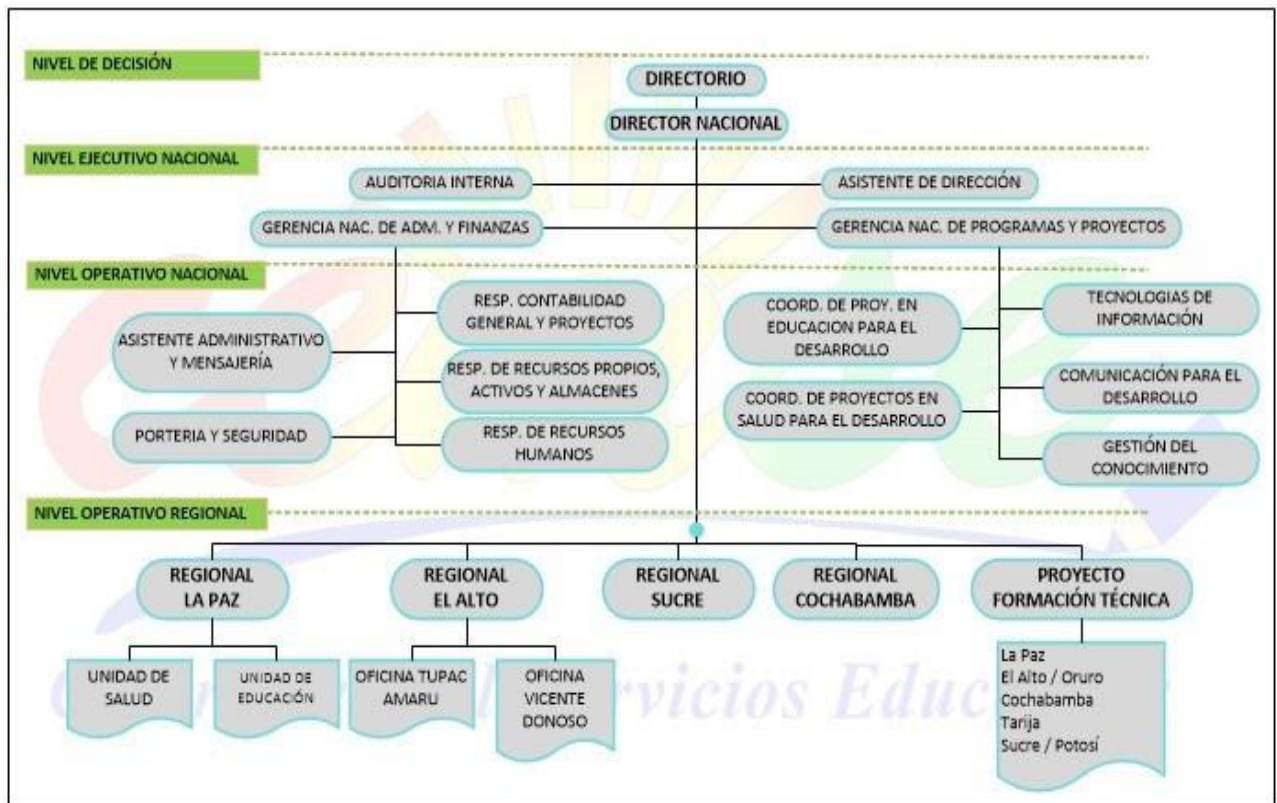 NIVEL DE DECISIÓN
DIRECTORIO
DIRECTOR NACIONAL
NIVEL EJECUTIVO NACIONAL
AUDITORIA INTERNA
ASISTENTE DE DIRECCIÓN
GERENCIA NAC. DE ADM. Y FINANZAS
GERENCIA NAC. DE PROGRAMAS Y PROYECTOS
NIVEL OPERATIVO NACIONAL
ASISTENTE ADMINISTRATIVO
Y MENSAJERÍA
PORTERIA Y SEGURIDAD
RESP. CONTABILIDAD
GENERAL Y PROYECTOS
RESP. DE RECURSOS PROPIOS,
ACTIVOS Y ALMACENES
RESP. DE RECURSOS
HUMANOS
COORD. DE PROY. EN
EDUCACION PARA EL
DESARROLLO
COORD. DE PROYECTOS EN
SALUD PARA EL DESARROLLO
TECNOLOGIAS DE
INFORMACIÓN
COMUNICACIÓN PARA EL
DESARROLLO
GESTIÓN DEL
CONOCIMIENTO
NIVEL OPERATIVO REGIONAL
REGIONAL
LA PAZ
REGIONAL
EL ALTO
REGIONAL
SUCRE
REGIONAL
COCHABAMBA
PROYECTO
FORMACIÓN TÉCNICA
UNIDAD DE
SALUD
UNIDAD DE
EDUCACIÓN
OFICINA TUPAC
AMARU
OFICINA
VICENTE
DONOSO
La Paz
El Alto / Oruro
Cochabamba
Tarija
Sucre / Potosí